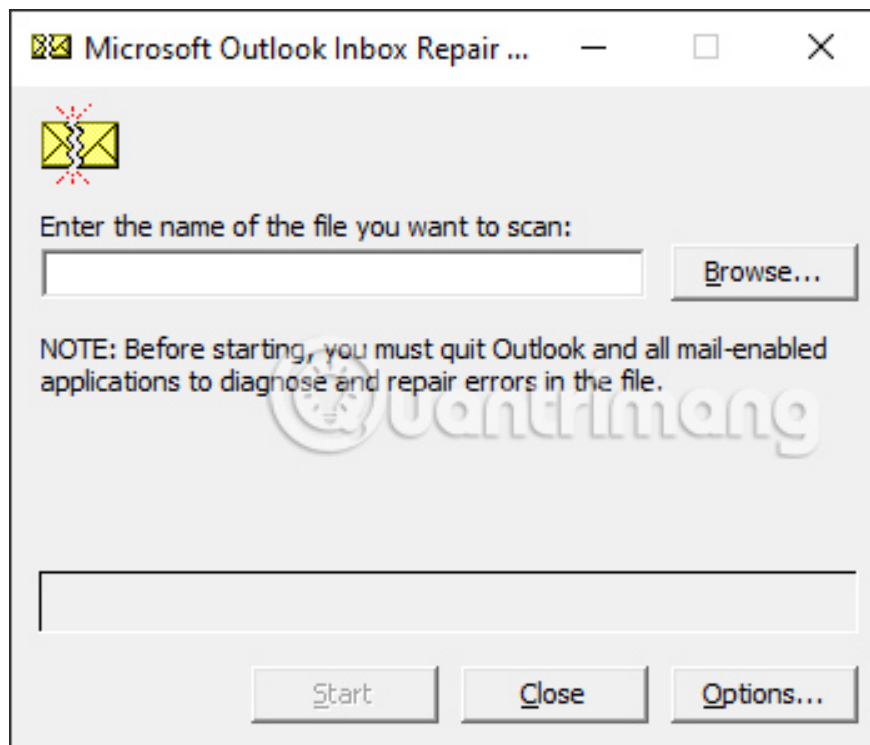 Microsoft Outlook Inbox Repair ...
Enter the name of the file you want to scan:
Browse...
NOTE: Before starting, you must quit Outlook and all mail-enabled
applications to diagnose and repair errors in the file.
Quantrimang
Start
Close
Options...